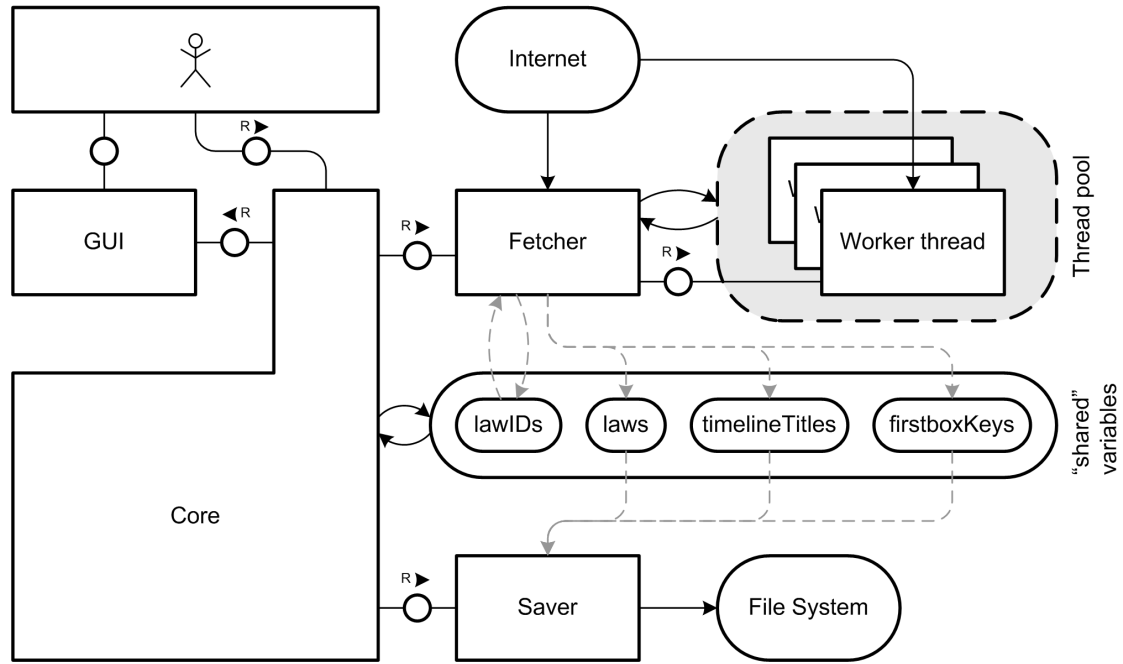 Internet
R
GUI
R
R
Fetcher
R
Worker thread
Thread pool
lawIDs
laws
timelineTitles
firstboxKeys
“shared”
variables
Core
R
Saver
File System